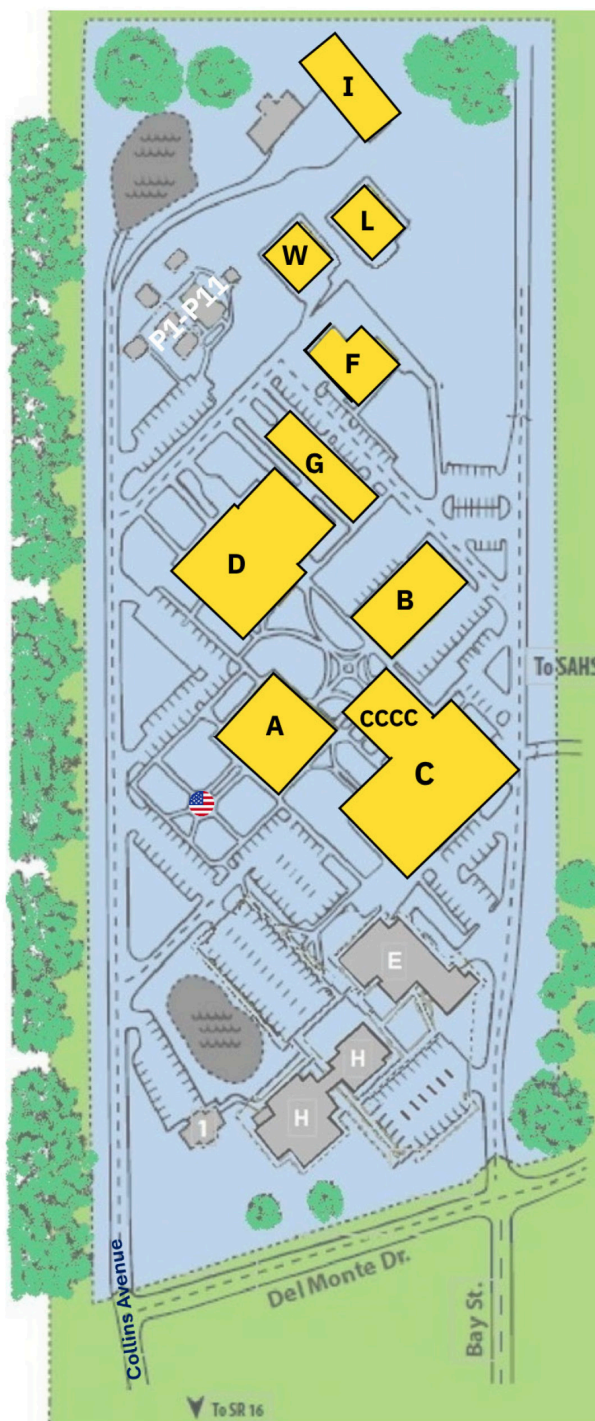 I
L
W
P1-P11
F
G
D
B
To SAHS
CCCC
A
C
E
H
H
1
Collins Avenue
Del Monte Dr.
Bay St.
To SR 16